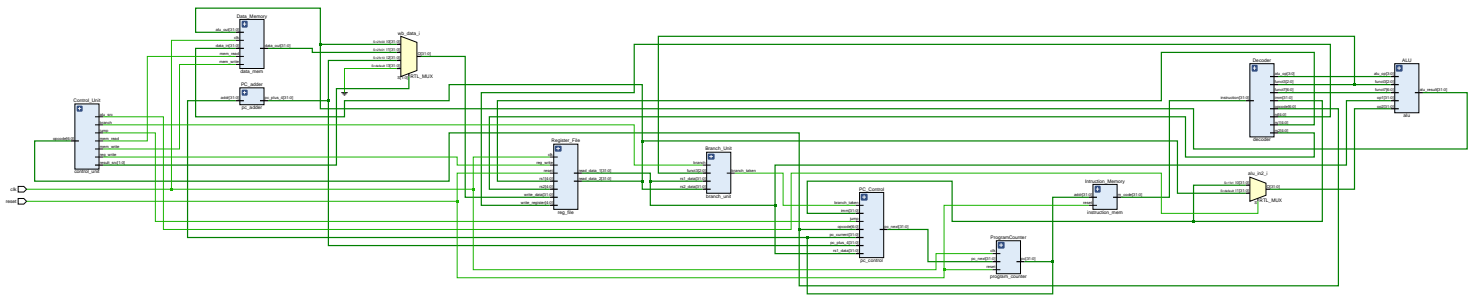 Data_Memory
alu_out[31:0]
clk
data_in[31:0]
mem_read
mem_write
data_out[31:0]
data_mem
wb_data_i
O[31:0]
RTL_MUX
PC_adder
addr[31:0]
pc_plus_4[31:0]
pc_adder
Control_Unit
opcode[6:0]
alu_src
branch
jump
mem_read
mem_write
reg_write
result_src[1:0]
control_unit
clk
reset
Register_File
clk
reg_write
reset
rs1[4:0]
rs2[4:0]
write_data[31:0]
write_register[4:0]
read_data_1[31:0]
read_data_2[31:0]
reg_file
Branch_Unit
branch
funct3[2:0]
rs1_data[31:0]
rs2_data[31:0]
branch_taken
branch_unit
PC_Control
branch_taken
imm[31:0]
jump
opcode[6:0]
pc_current[31:0]
pc_plus_4[31:0]
rs1_data[31:0]
pc_next[31:0]
pc_control
ProgramCounter
clk
pc_next[31:0]
reset
pc[31:0]
program_counter
Intruction_Memory
addr[31:0]
reset
instruction_mem
Decoder
instruction[31:0]
alu_op[3:0]
funct3[2:0]
funct7[6:0]
imm[31:0]
opcode[6:0]
rd[4:0]
rs1[4:0]
rs2[4:0]
decoder
alu_in2_i
O[31:0]
RTL_MUX
ALU
alu_op[3:0]
funct3[2:0]
funct7[6:0]
op1[31:0]
op2[31:0]
alu_result[31:0]
alu